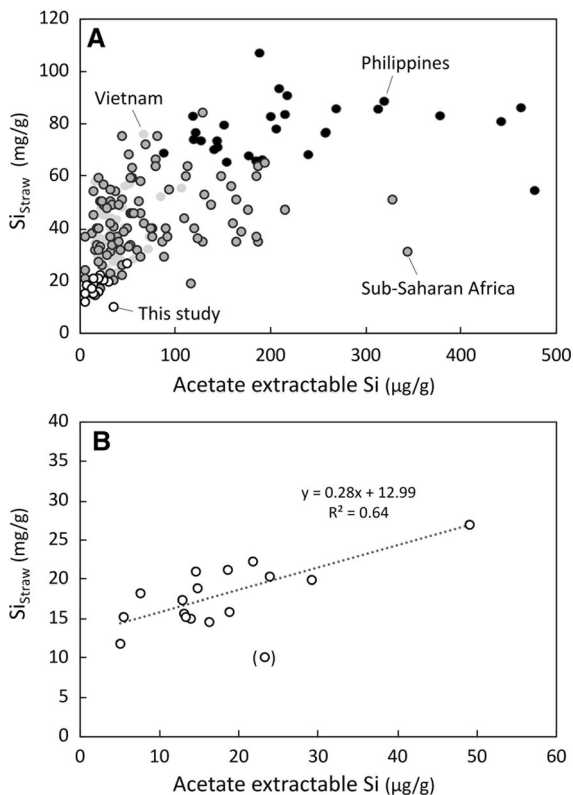 A
120
100
80
60
40
20
0
Si_Straw (mg/g)
Vietnam
Philippines
Sub-Saharan Africa
This study
0 100 200 300 400 500
Acetate extractable Si (µg/g)
B
40
35
30
25
20
15
10
5
0
Si_Straw (mg/g)
y = 0.28x + 12.99
R² = 0.64
( )
0 10 20 30 40 50 60
Acetate extractable Si (µg/g)